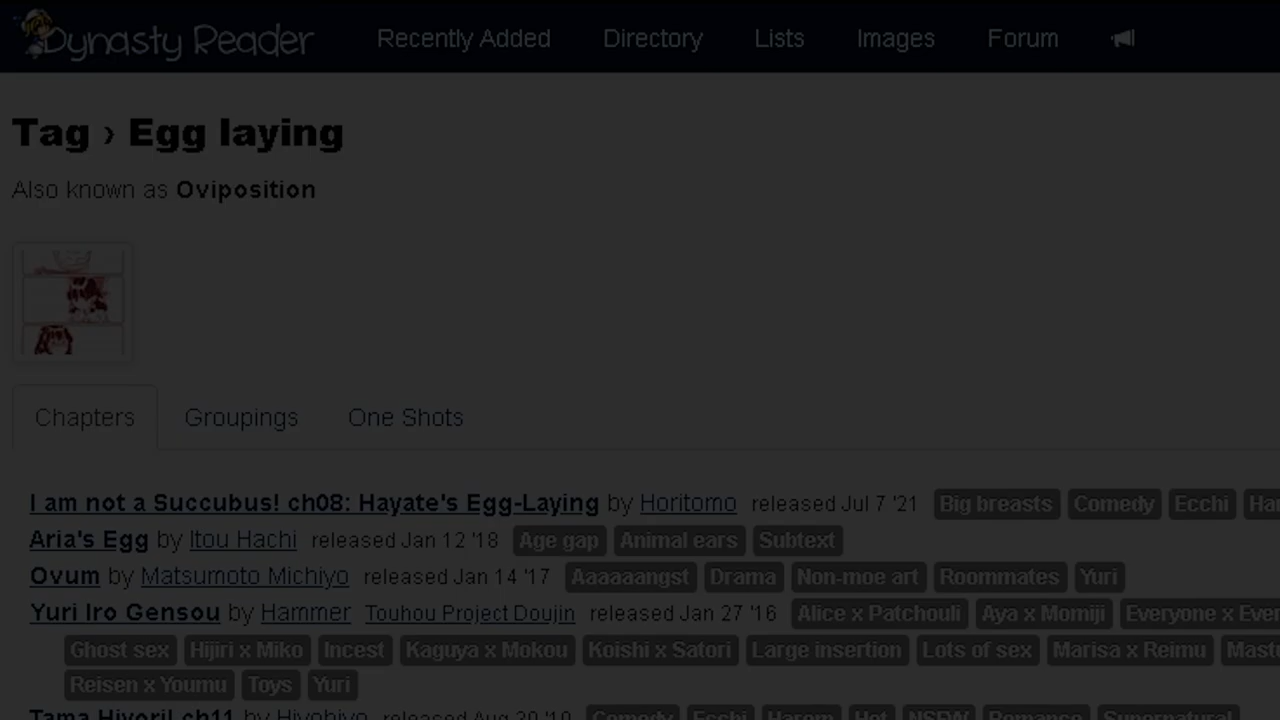 Dynasty Reader Recently Added Directory Lists Images Forum
Tag › Egg laying
Also known as Oviposition
Chapters Groupings One Shots
I am not a Succubus! ch08: Hayate's Egg-Laying by Horitomo released Jul 7 '21 Big breasts Comedy Ecchi
Aria's Egg by Itou Hachi released Jan 12 '18 Age gap Animal ears Subtext
Ovum by Matsumoto Michiyo released Jan 14 '17 Aaaaaangst Drama Non-moe art Roommates Yuri
Yuri Iro Gensou by Hammer Touhou Project Doujin released Jan 27 '16 Alice x Patchouli Aya x Momiji Everyone x
Ghost sex Hijiri x Miko Incest Kaguya x Mokou Koishi x Satori Large insertion Lots of sex Marisa x Reimu
Reisen x Youmu Toys Yuri